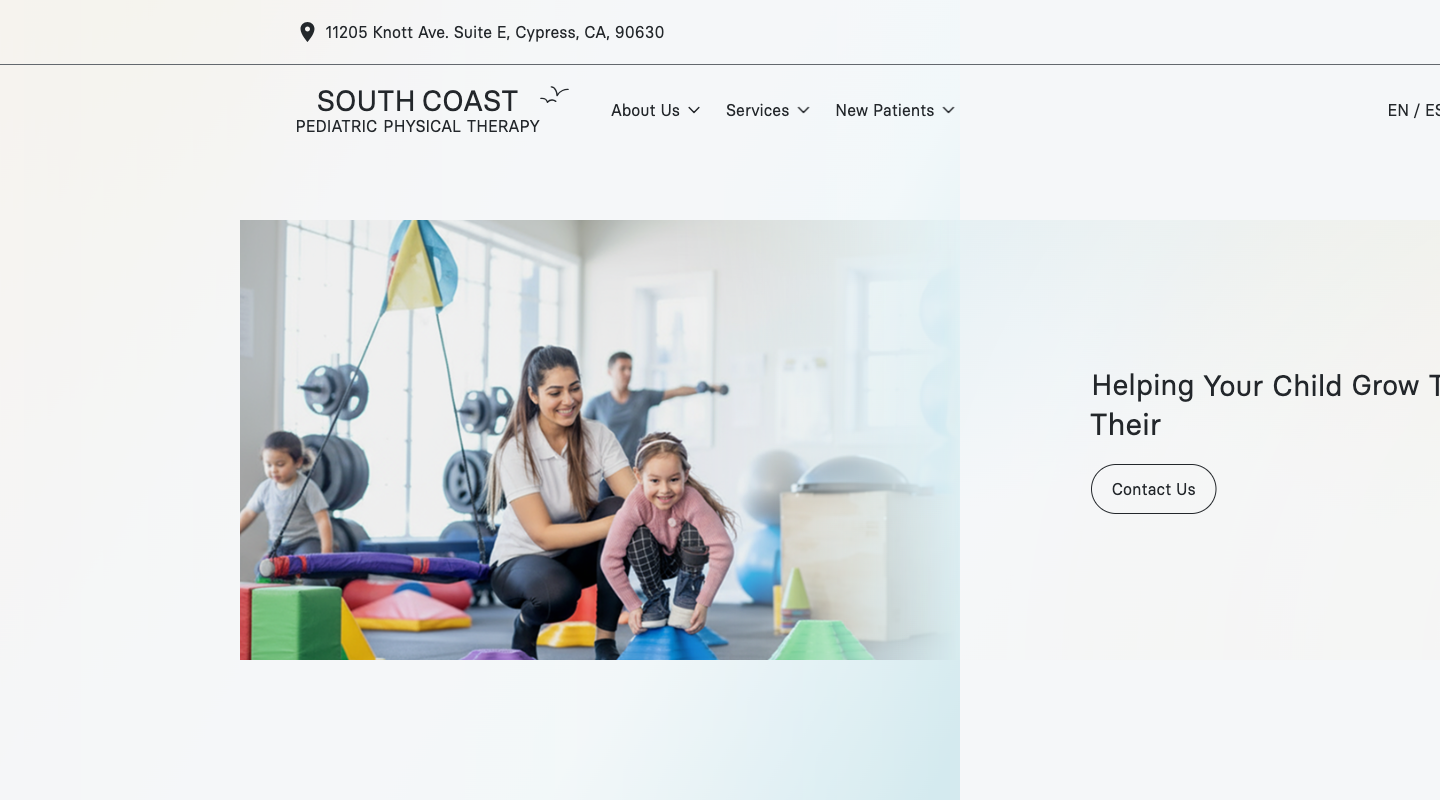 11205 Knott Ave. Suite E, Cypress, CA, 90630
SOUTH COAST
PEDIATRIC PHYSICAL THERAPY
About Us
Services
New Patients
EN / ES
Helping Your Child Grow T
Their
Contact Us